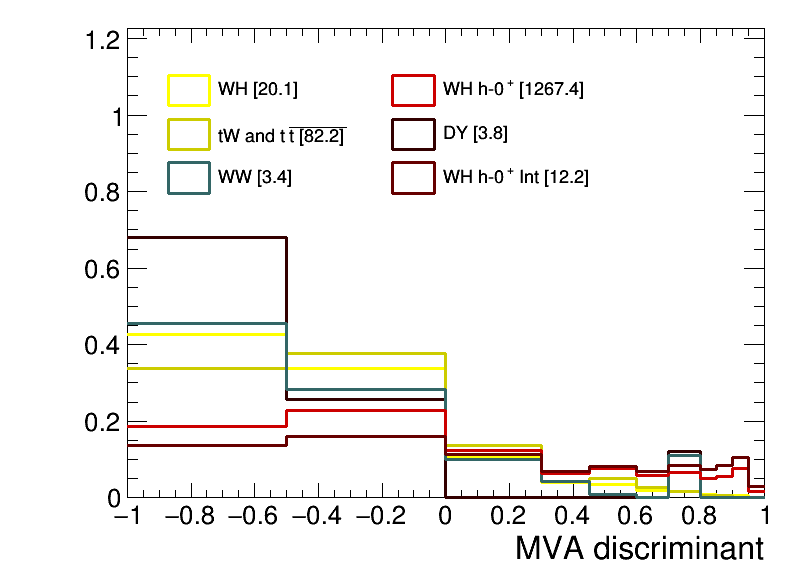 1.2
1
0.8
0.6
0.4
0.2
0
WH [20.1]
WH h-0⁺ [1267.4]
tW and t t̅ [82.2]
DY [3.8]
WW [3.4]
WH h-0⁺ Int [12.2]
−1 −0.8 −0.6 −0.4 −0.2 0 0.2 0.4 0.6 0.8 1
MVA discriminant